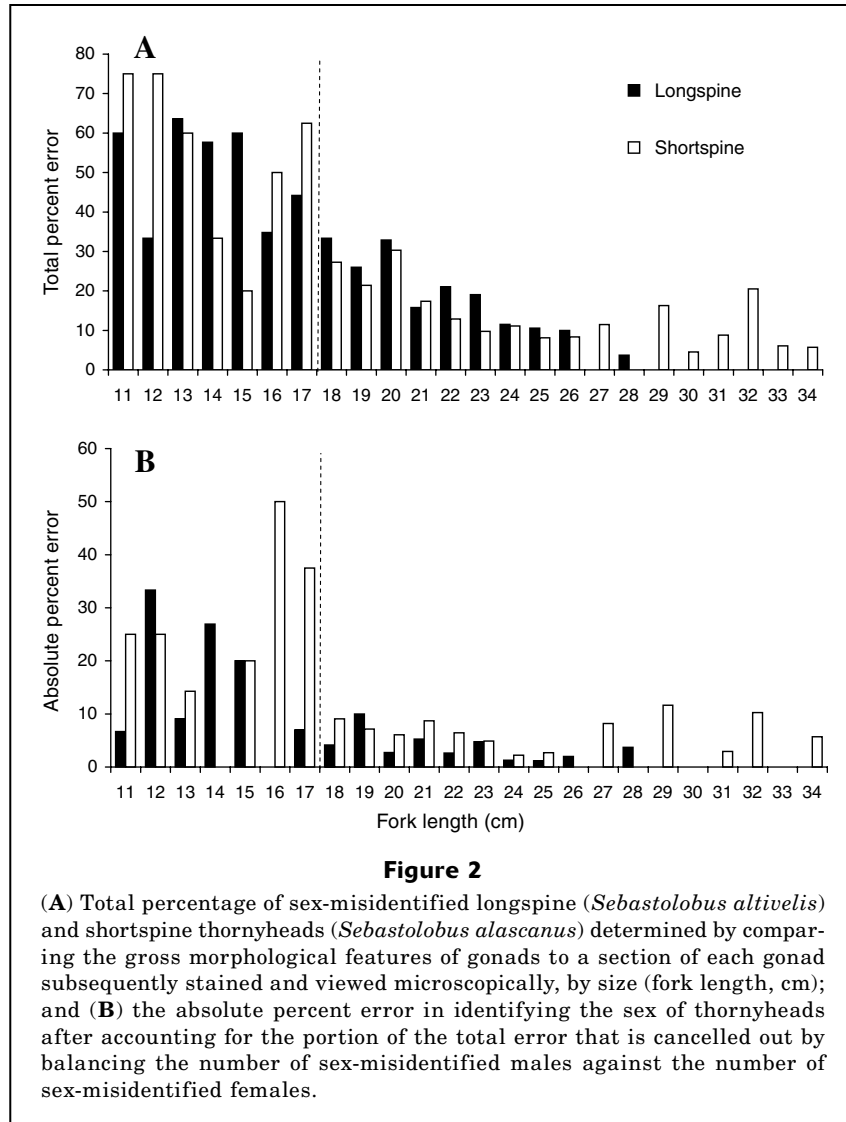 A
80
70
60
50
40
30
20
10
0
Total percent error
Longspine
Shortspine
11 12 13 14 15 16 17 18 19 20 21 22 23 24 25 26 27 28 29 30 31 32 33 34
B
60
50
40
30
20
10
0
Absolute percent error
11 12 13 14 15 16 17 18 19 20 21 22 23 24 25 26 27 28 29 30 31 32 33 34
Fork length (cm)
Figure 2
(A) Total percentage of sex-misidentified longspine (Sebastolobus altivelis)
and shortspine thornyheads (Sebastolobus alascanus) determined by compar-
ing the gross morphological features of gonads to a section of each gonad
subsequently stained and viewed microscopically, by size (fork length, cm);
and (B) the absolute percent error in identifying the sex of thornyheads
after accounting for the portion of the total error that is cancelled out by
balancing the number of sex-misidentified males against the number of
sex-misidentified females.